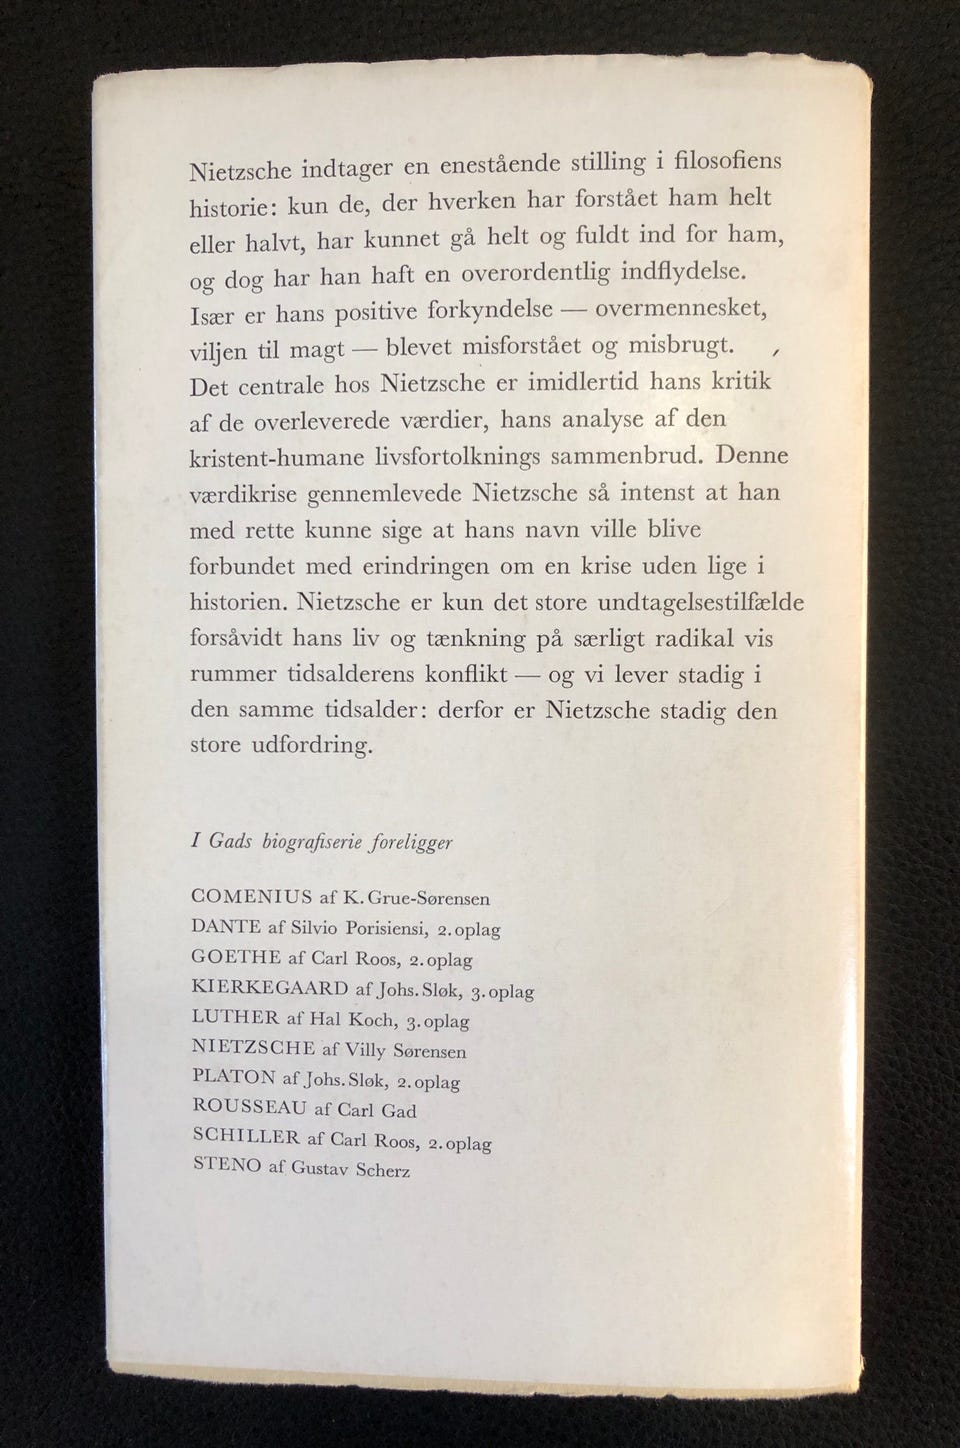 Nietzsche indtager en enestående stilling i filosofiens
historie: kun de, der hverken har forstået ham helt
eller halvt, har kunnet gå helt og fuldt ind for ham,
og dog har han haft en overordentlig indflydelse.
Især er hans positive forkyndelse — overmennesket,
viljen til magt — blevet misforstået og misbrugt.
Det centrale hos Nietzsche er imidlertid hans kritik
af de overleverede værdier, hans analyse af den
kristent-humane livsfortolknings sammenbrud. Denne
værdikrise gennemlevede Nietzsche så intenst at han
med rette kunne sige at hans navn ville blive
forbundet med erindringen om en krise uden lige i
historien. Nietzsche er kun det store undtagelsestilfælde
forsåvidt hans liv og tænkning på særligt radikal vis
rummer tidsalderens konflikt — og vi lever stadig i
den samme tidsalder: derfor er Nietzsche stadig den
store udfordring.
I Gads biografiserie foreligger
COMENIUS af K. Grue-Sørensen
DANTE af Silvio Porisiensi, 2. oplag
GOETHE af Carl Roos, 2. oplag
KIERKEGAARD af Johs. Sløk, 3. oplag
LUTHER af Hal Koch, 3. oplag
NIETZSCHE af Villy Sørensen
PLATON af Johs. Sløk, 2. oplag
ROUSSEAU af Carl Gad
SCHILLER af Carl Roos, 2. oplag
STENO af Gustav Scherz